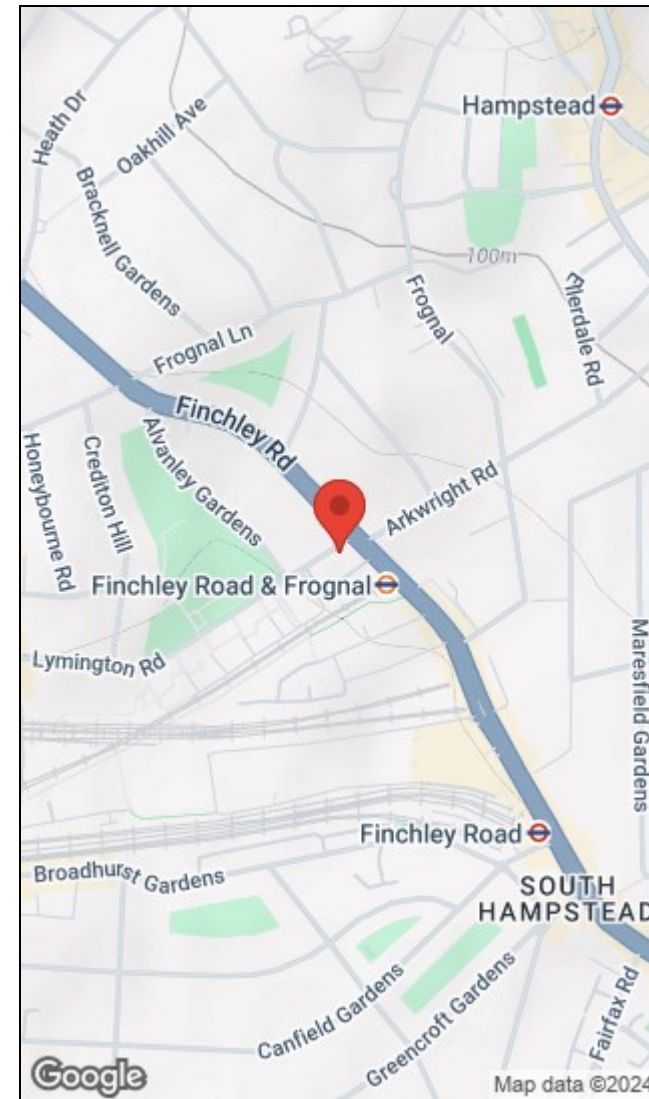 Hampstead
Heath Dr
Oakhill Ave
Bracknell Gardens
100m
Frognal
Ellerdale Rd
Frognal Ln
Finchley Rd
Alvanley Gardens
Crediton Hill
Honeybourne Rd
Arkwright Rd
Finchley Road & Frognal
Lymington Rd
Maresfield Gardens
Finchley Road
Broadhurst Gardens
SOUTH
HAMPSTEAD
Canfield Gardens
Greencroft Gardens
Fairfax Rd
Google
Map data ©2024